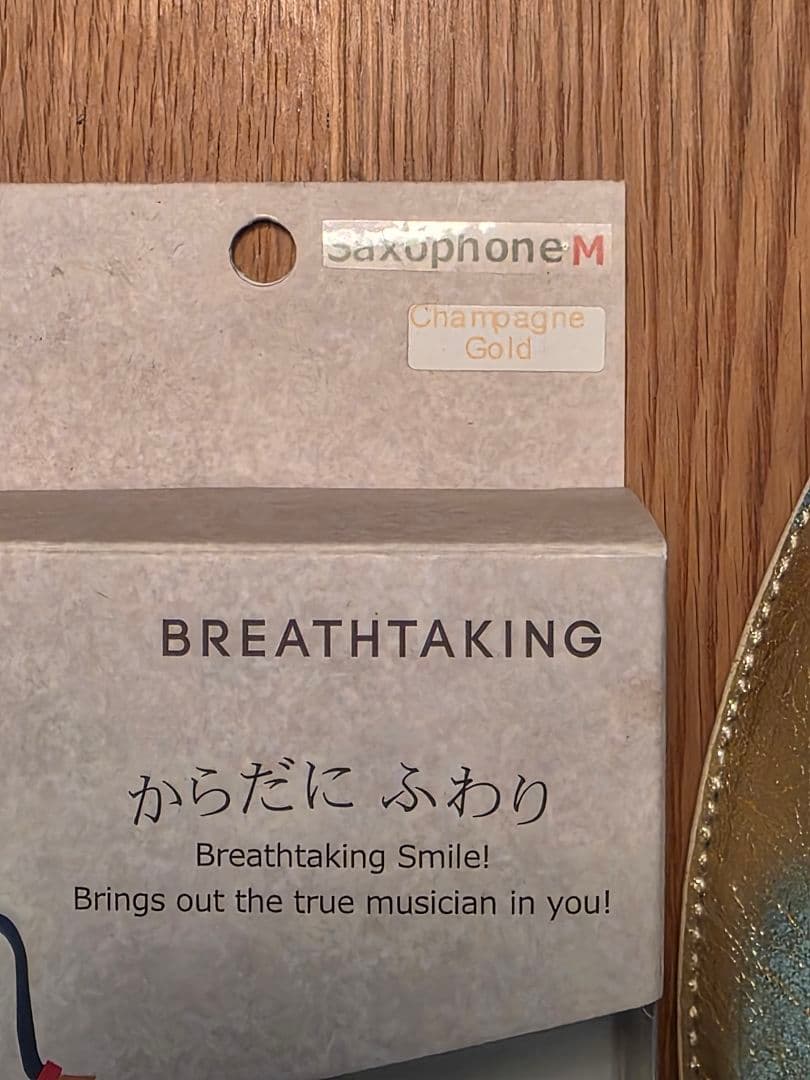 Saxophone M
Champagne
Gold
BREATHTAKING
からだに ふわり
Breathtaking Smile!
Brings out the true musician in you!